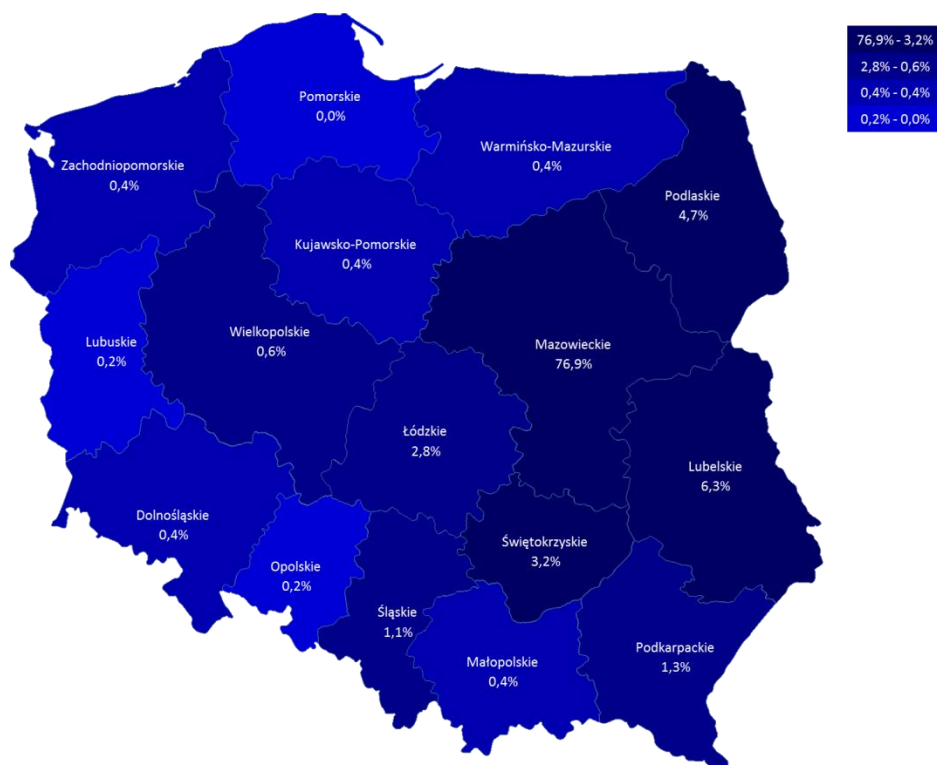 76,9% - 3,2%
2,8% - 0,6%
0,4% - 0,4%
0,2% - 0,0%
Pomorskie
0,0%
Warmińsko-Mazurskie
0,4%
Zachodniopomorskie
0,4%
Podlaskie
4,7%
Kujawsko-Pomorskie
0,4%
Lubuskie
0,2%
Wielkopolskie
0,6%
Mazowieckie
76,9%
Łódzkie
2,8%
Lubelskie
6,3%
Dolnośląskie
0,4%
Świętokrzyskie
3,2%
Opolskie
0,2%
Śląskie
1,1%
Małopolskie
0,4%
Podkarpackie
1,3%